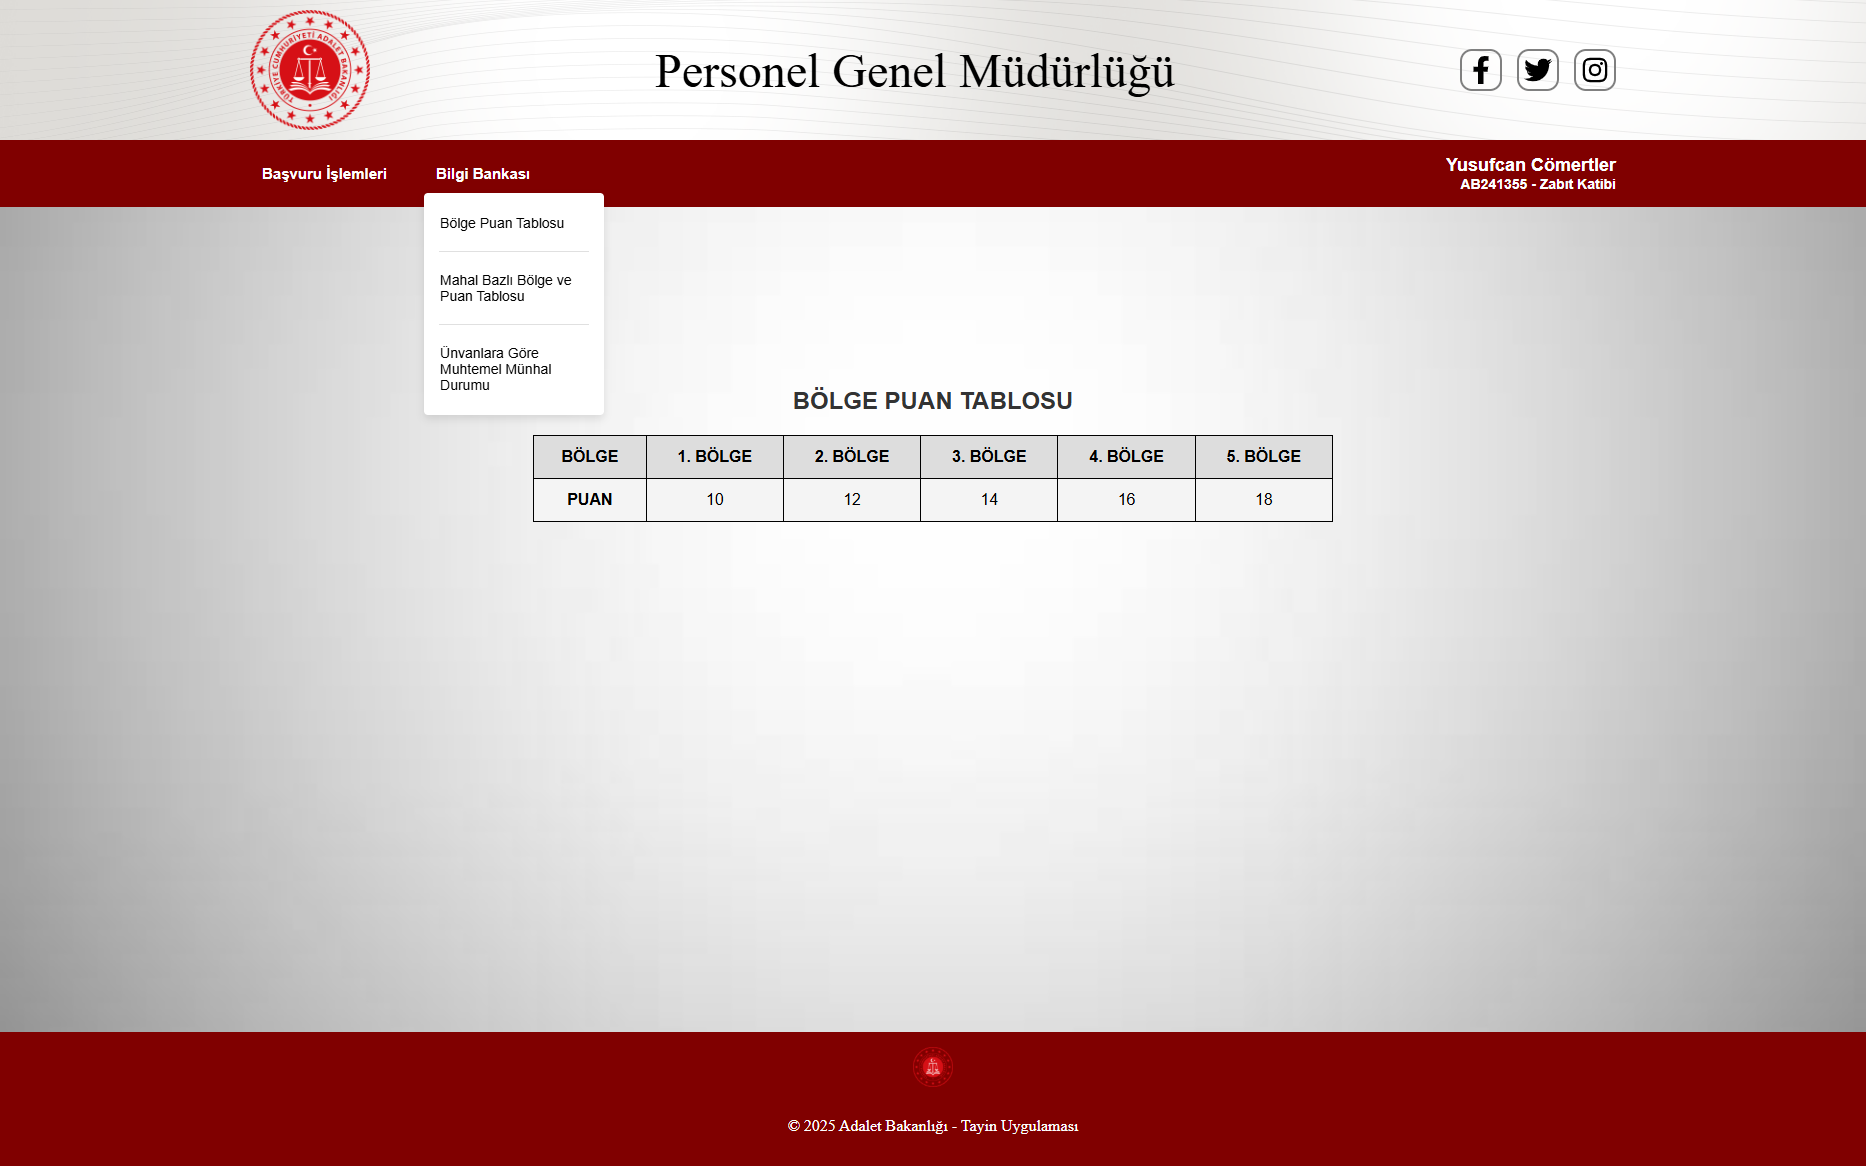 TÜRKİYE CUMHURİYETİ ADALET BAKANLIĞI
Personel Genel Müdürlüğü
Başvuru İşlemleri
Bilgi Bankası
Yusufcan Cömertler
AB241355 - Zabıt Katibi
Bölge Puan Tablosu
Mahal Bazlı Bölge ve
Puan Tablosu
Ünvanlara Göre
Muhtemel Münhal
Durumu
BÖLGE PUAN TABLOSU
BÖLGE 1. BÖLGE 2. BÖLGE 3. BÖLGE 4. BÖLGE 5. BÖLGE
PUAN 10 12 14 16 18
© 2025 Adalet Bakanlığı - Tayin Uygulaması